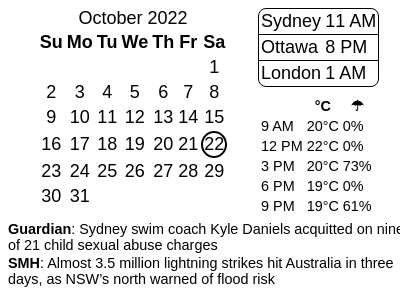 October 2022
Su Mo Tu We Th Fr Sa
1
2 3 4 5 6 7 8
9 10 11 12 13 14 15
16 17 18 19 20 21 22
23 24 25 26 27 28 29
30 31
Sydney 11 AM
Ottawa 8 PM
London 1 AM
°C ☂
9 AM 20°C 0%
12 PM 22°C 0%
3 PM 20°C 73%
6 PM 19°C 0%
9 PM 19°C 61%
Guardian: Sydney swim coach Kyle Daniels acquitted on nine
of 21 child sexual abuse charges
SMH: Almost 3.5 million lightning strikes hit Australia in three
days, as NSW’s north warned of flood risk